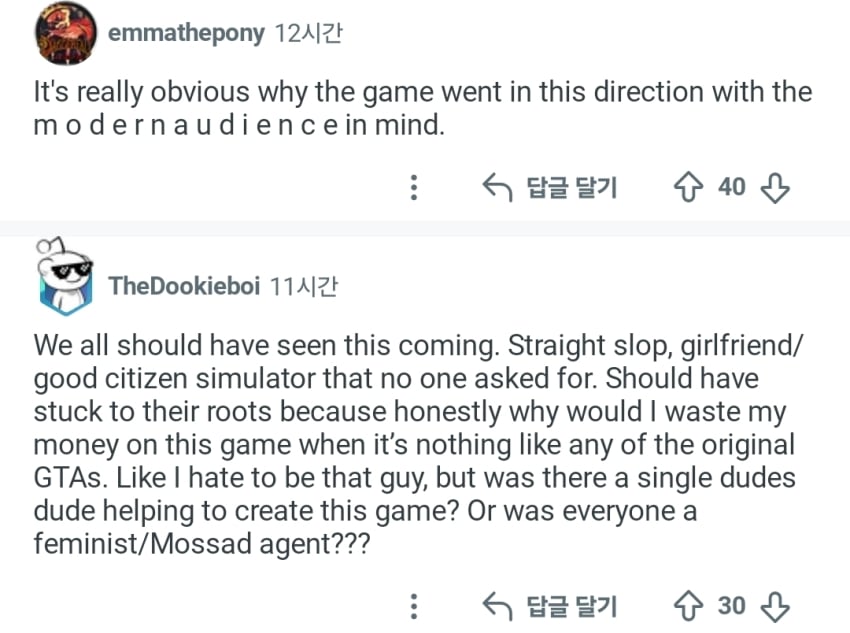 emmathepony 12시간
It's really obvious why the game went in this direction with the
m o d e r n a u d i e n c e in mind.
답글 달기 40
TheDookieboi 11시간
We all should have seen this coming. Straight slop, girlfriend/
good citizen simulator that no one asked for. Should have
stuck to their roots because honestly why would I waste my
money on this game when it’s nothing like any of the original
GTAs. Like I hate to be that guy, but was there a single dudes
dude helping to create this game? Or was everyone a
feminist/Mossad agent???
답글 달기 30